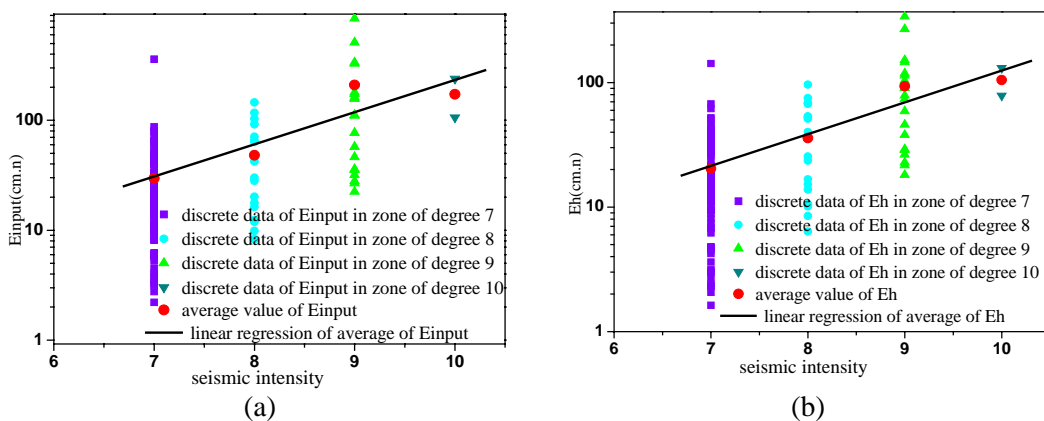 Einput(cm.n)
100
10
1
discrete data of Einput in zone of degree 7
discrete data of Einput in zone of degree 8
discrete data of Einput in zone of degree 9
discrete data of Einput in zone of degree 10
average value of Einput
linear regression of average of Einput
6 7 8 9 10
seismic intensity
(a)
Eh(cm.n)
100
10
1
discrete data of Eh in zone of degree 7
discrete data of Eh in zone of degree 8
discrete data of Eh in zone of degree 9
discrete data of Eh in zone of degree 10
average value of Eh
linear regression of average of Eh
6 7 8 9 10
seismic intensity
(b)